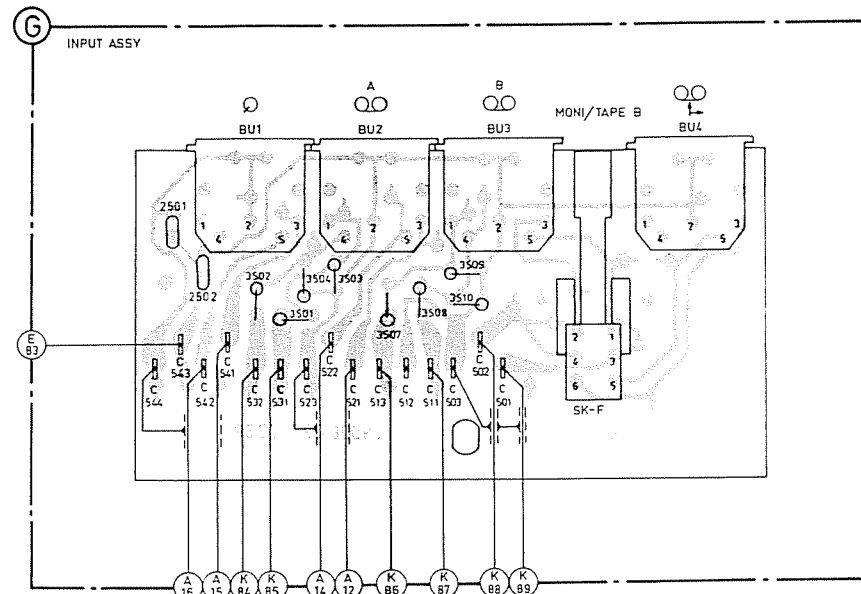 G
INPUT ASSY
A
B
MONI/TAPE B
BU1
BU2
BU3
BU4
2501
1 2 3
4 5
1 2 3
4 5
1 2 3
4 5
1 2 3
4 5
2502
3502
3504
3503
3505
3501
3507
3508
3510
E
83
C
543
C
541
C
522
C
502
2 1
4 3
6 5
SK-F
C
544
C
542
C
532
C
531
C
523
C
521
C
513
C
512
C
511
C
503
C
501
A
16
A
15
K
84
K
85
A
14
A
12
K
86
K
87
K
88
K
89